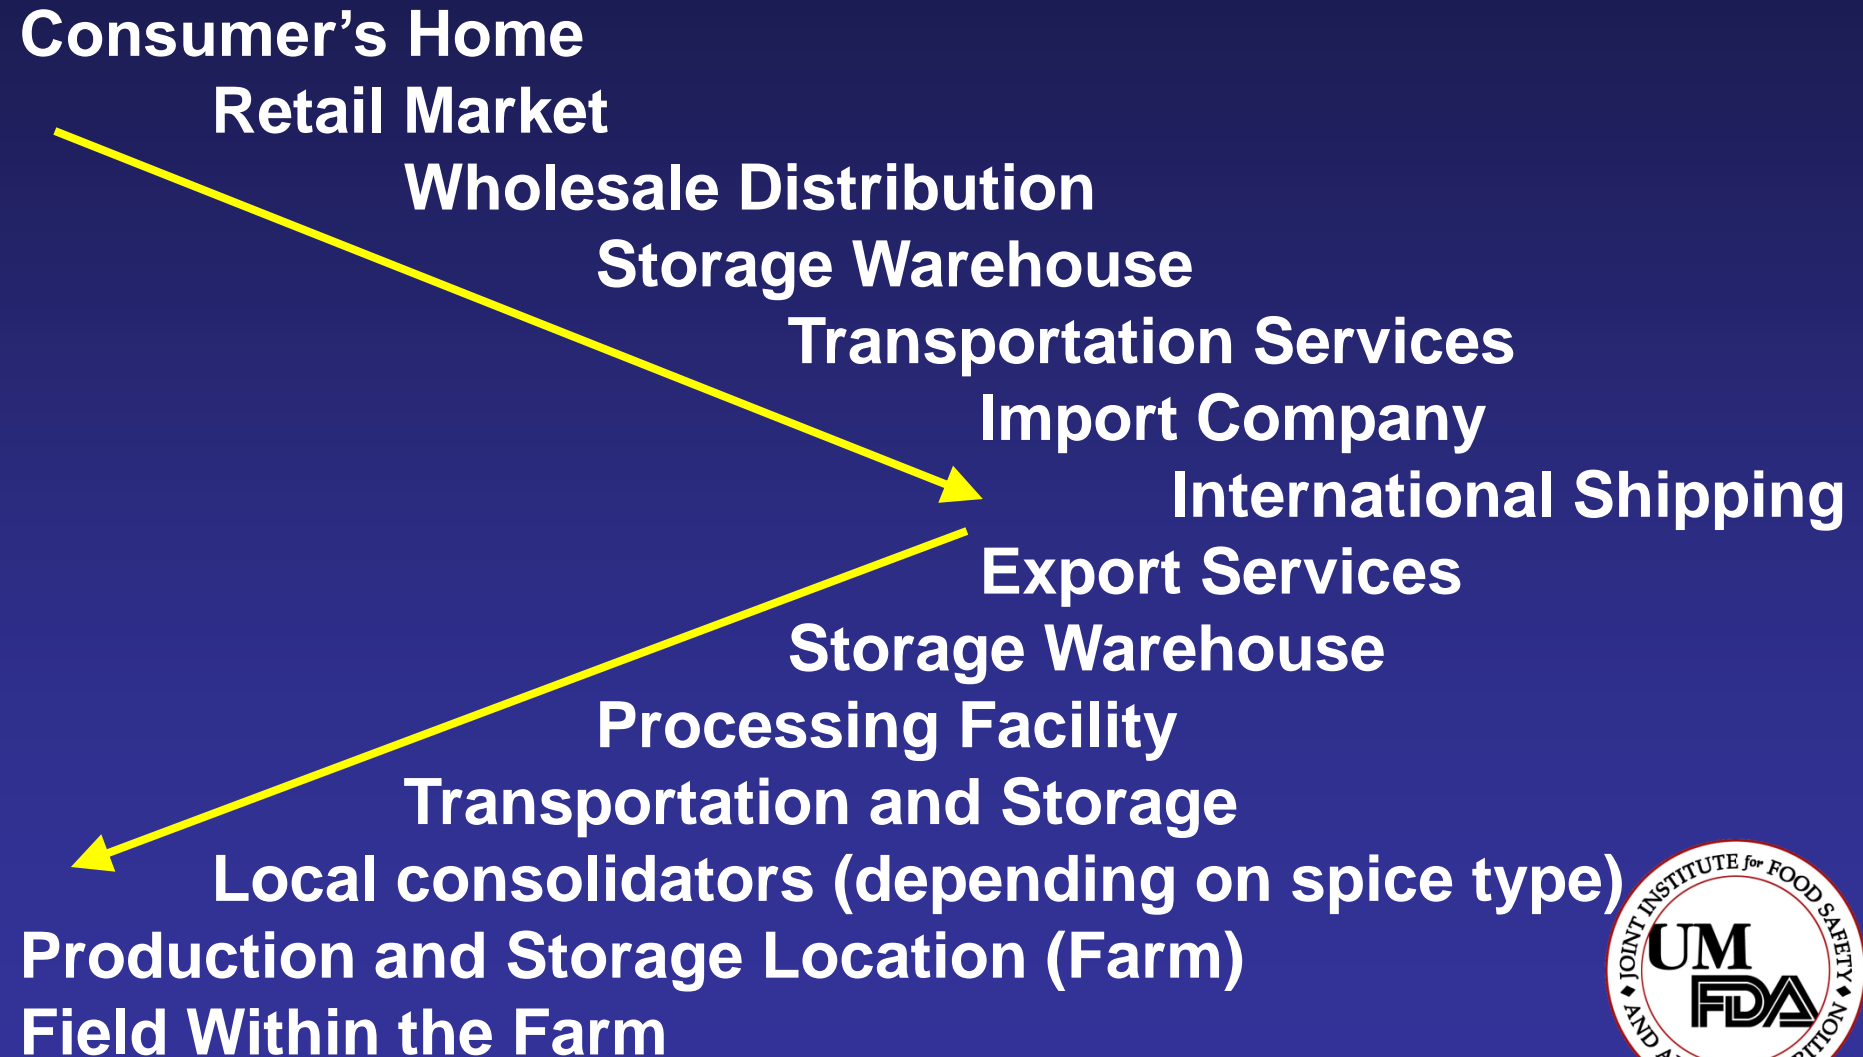 Consumer’s Home
Retail Market
Wholesale Distribution
Storage Warehouse
Transportation Services
Import Company
International Shipping
Export Services
Storage Warehouse
Processing Facility
Transportation and Storage
Local consolidators (depending on spice type)
Production and Storage Location (Farm)
Field Within the Farm
JOINT INSTITUTE for FOOD SAFETY
AND
UM
FDA